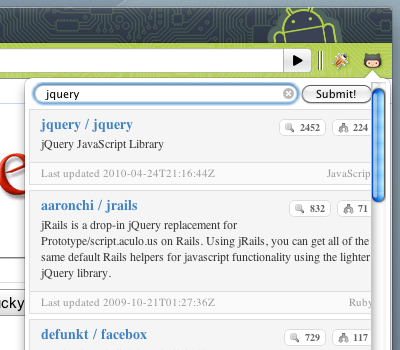 jquery
Submit!
jquery / jquery
2452
224
jQuery JavaScript Library
Last updated 2010-04-24T21:16:44Z
aaronchi / jrails
832
71
jRails is a drop-in jQuery replacement for
Prototype/script.aculo.us on Rails. Using jRails, you can get all of the
same default Rails helpers for javascript functionality using the lighter
jQuery library.
Last updated 2009-10-21T01:27:36Z
Ruby
defunkt / facebox
729
117